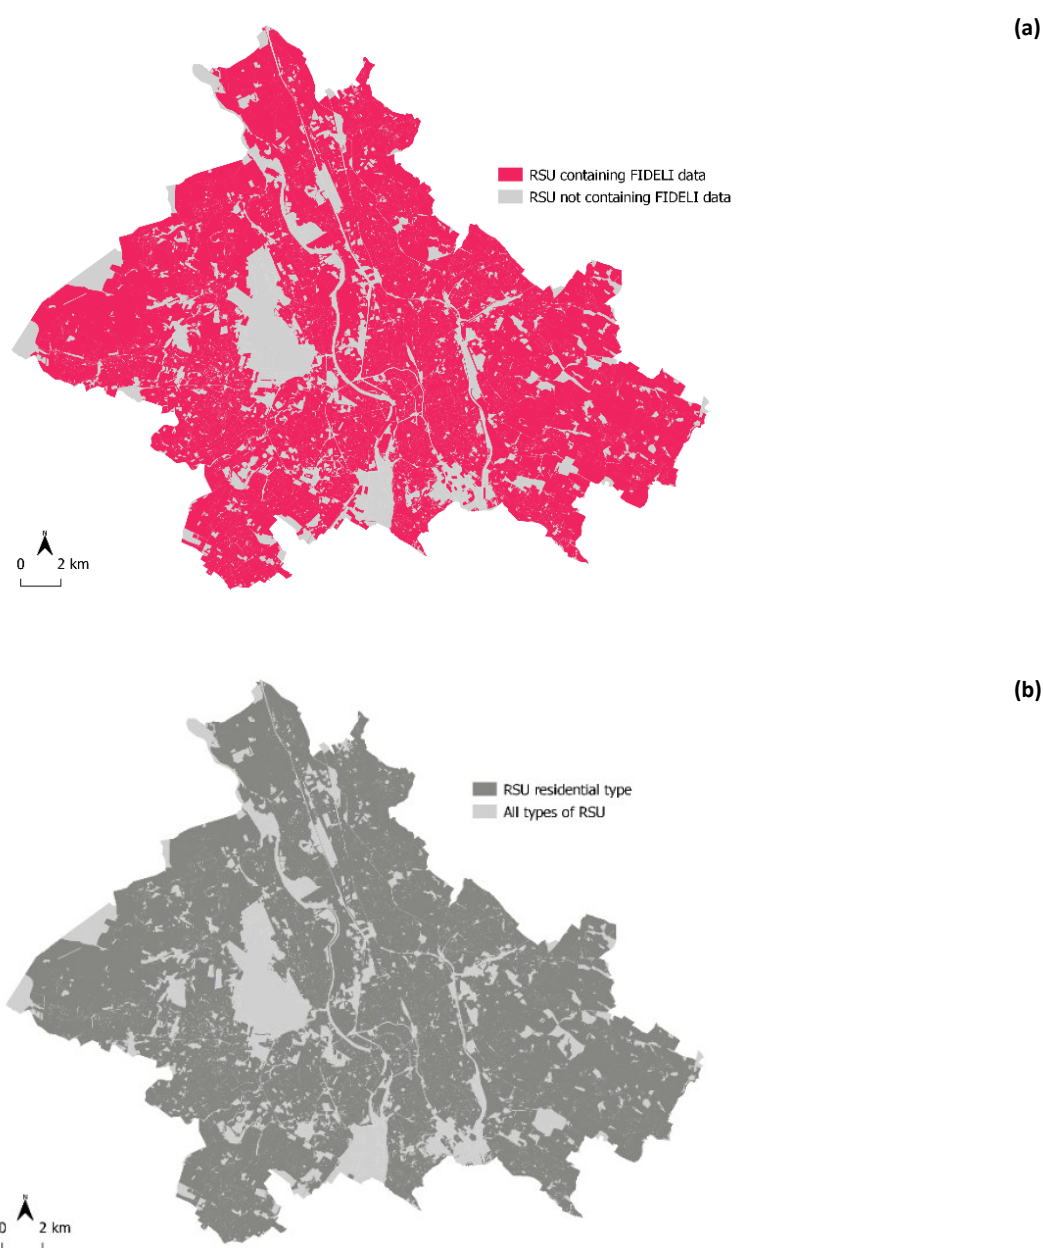 (a)
RSU containing FIDELI data
RSU not containing FIDELI data
N
0 2 km
(b)
RSU residential type
All types of RSU
N
0 2 km